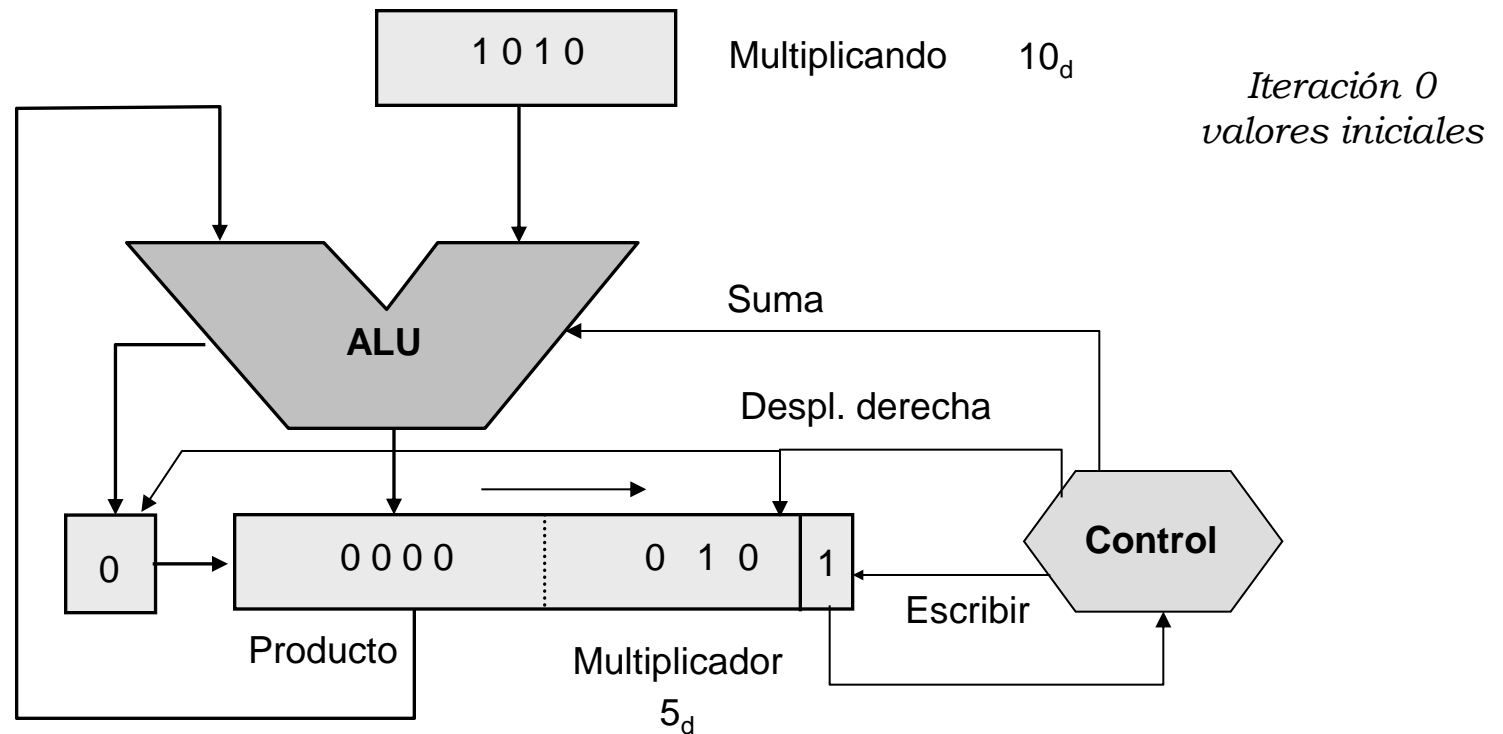 1 0 1 0
Multiplicando 10d
Iteración 0
valores iniciales
Suma
ALU
Despl. derecha
0
0 0 0 0
0 1 0
1
Control
Escribir
Producto
Multiplicador
5d